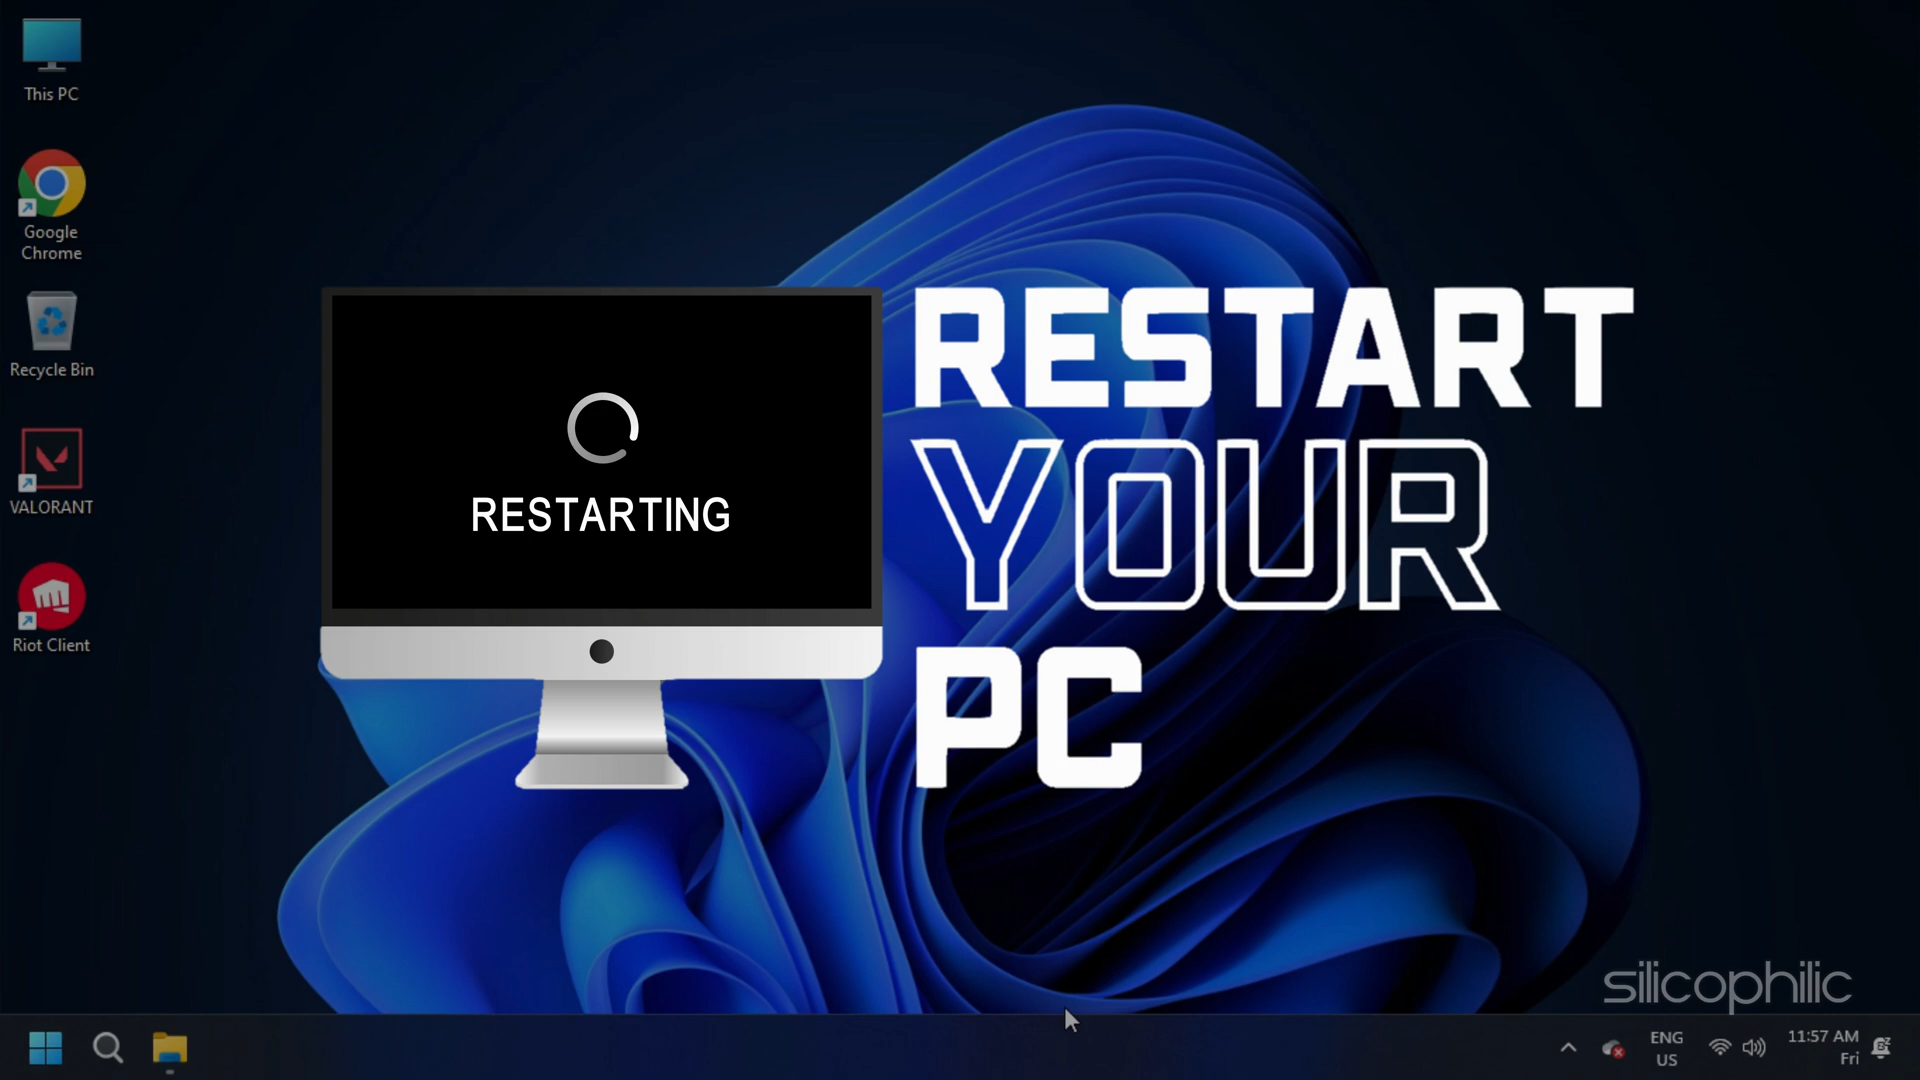 This PC
Google
Chrome
Recycle Bin
VALORANT
Riot Client
RESTARTING
RESTART
YOUR
PC
silicophilic
ENG
US
11:57 AM
Fri